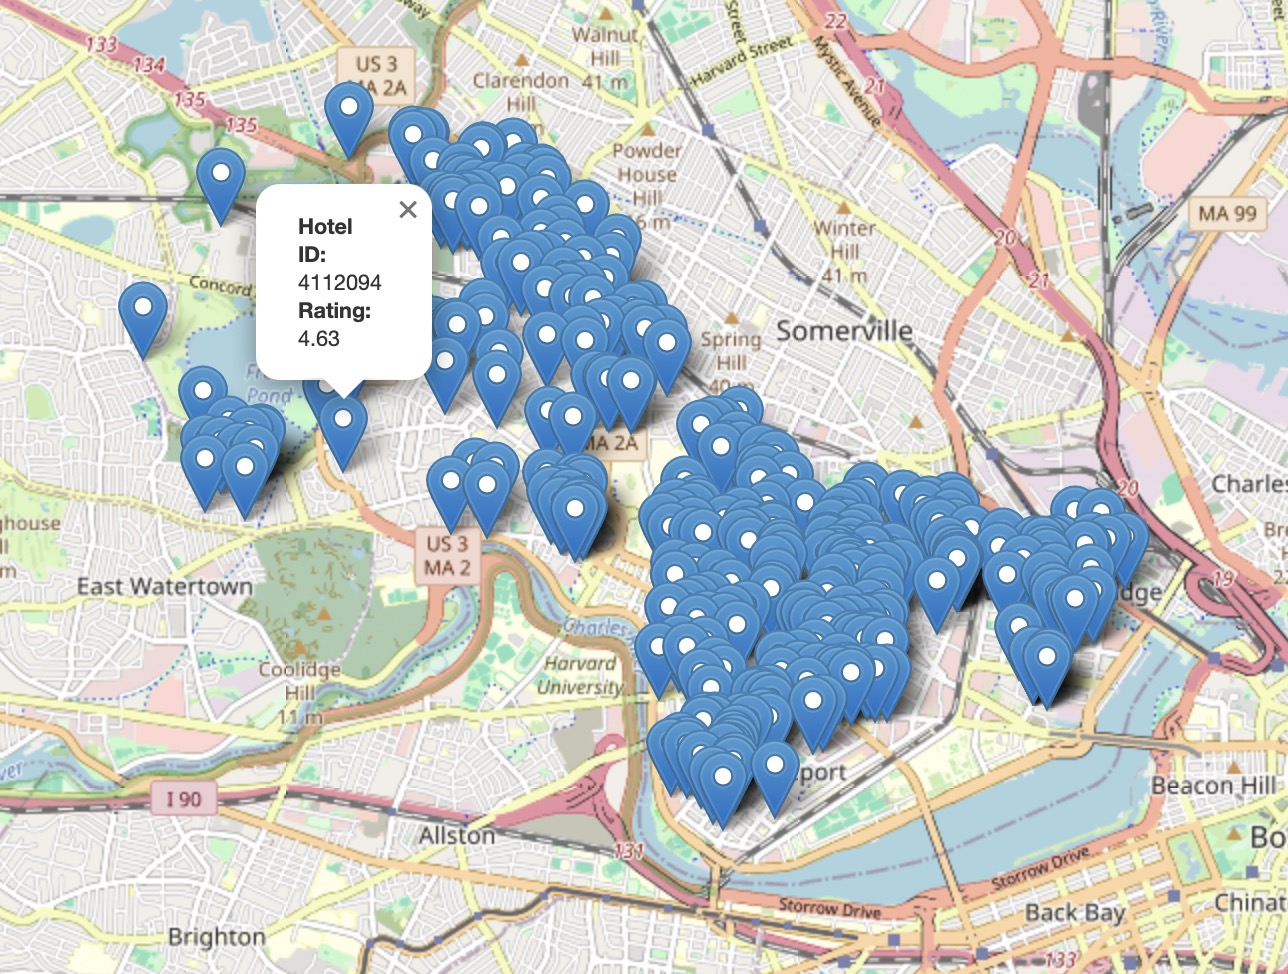 133
134
135
135
US 3
MA 2A
way
Walnut
Hill
41 m
Clarendon
Hill
Street
Harvard Street
Mystic Avenue
22
21
Powder
House
Hill
Winter
Hill
41 m
MA 99
20
21
Hotel
ID:
4112094
Rating:
4.63
Concord
Pond
Somerville
Spring
Hill
40 m
MA 2A
20
Charles
US 3
MA 2
East Watertown
19
dge
Charles
Harvard
University
Coolidge
Hill
11 m
I 90
port
Beacon Hill
Allston
131
Bo
Storrow Drive
Storrow Drive
Back Bay
Chinat
Brighton
133